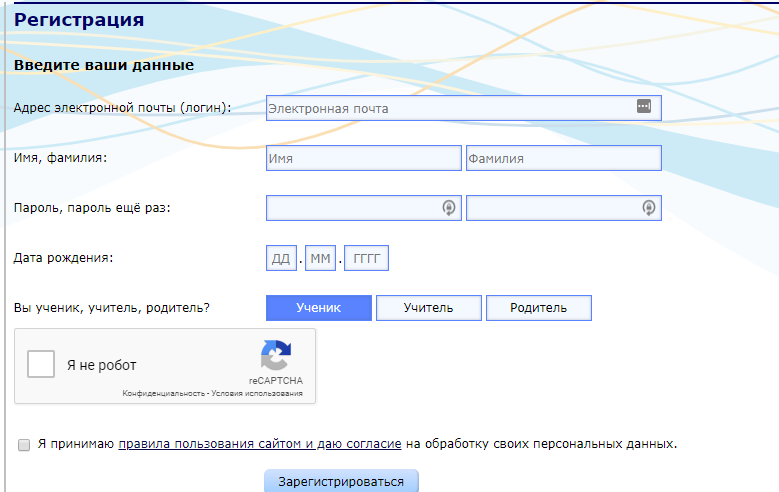 Регистрация
Введите ваши данные
Адрес электронной почты (логин): Электронная почта
Имя, фамилия: Имя Фамилия
Пароль, пароль ещё раз:
Дата рождения: ДД . ММ . ГГГГ
Вы ученик, учитель, родитель? Ученик Учитель Родитель
Я не робот
reCAPTCHA
Конфиденциальность - Условия использования
Я принимаю правила пользования сайтом и даю согласие на обработку своих персональных данных.
Зарегистрироваться